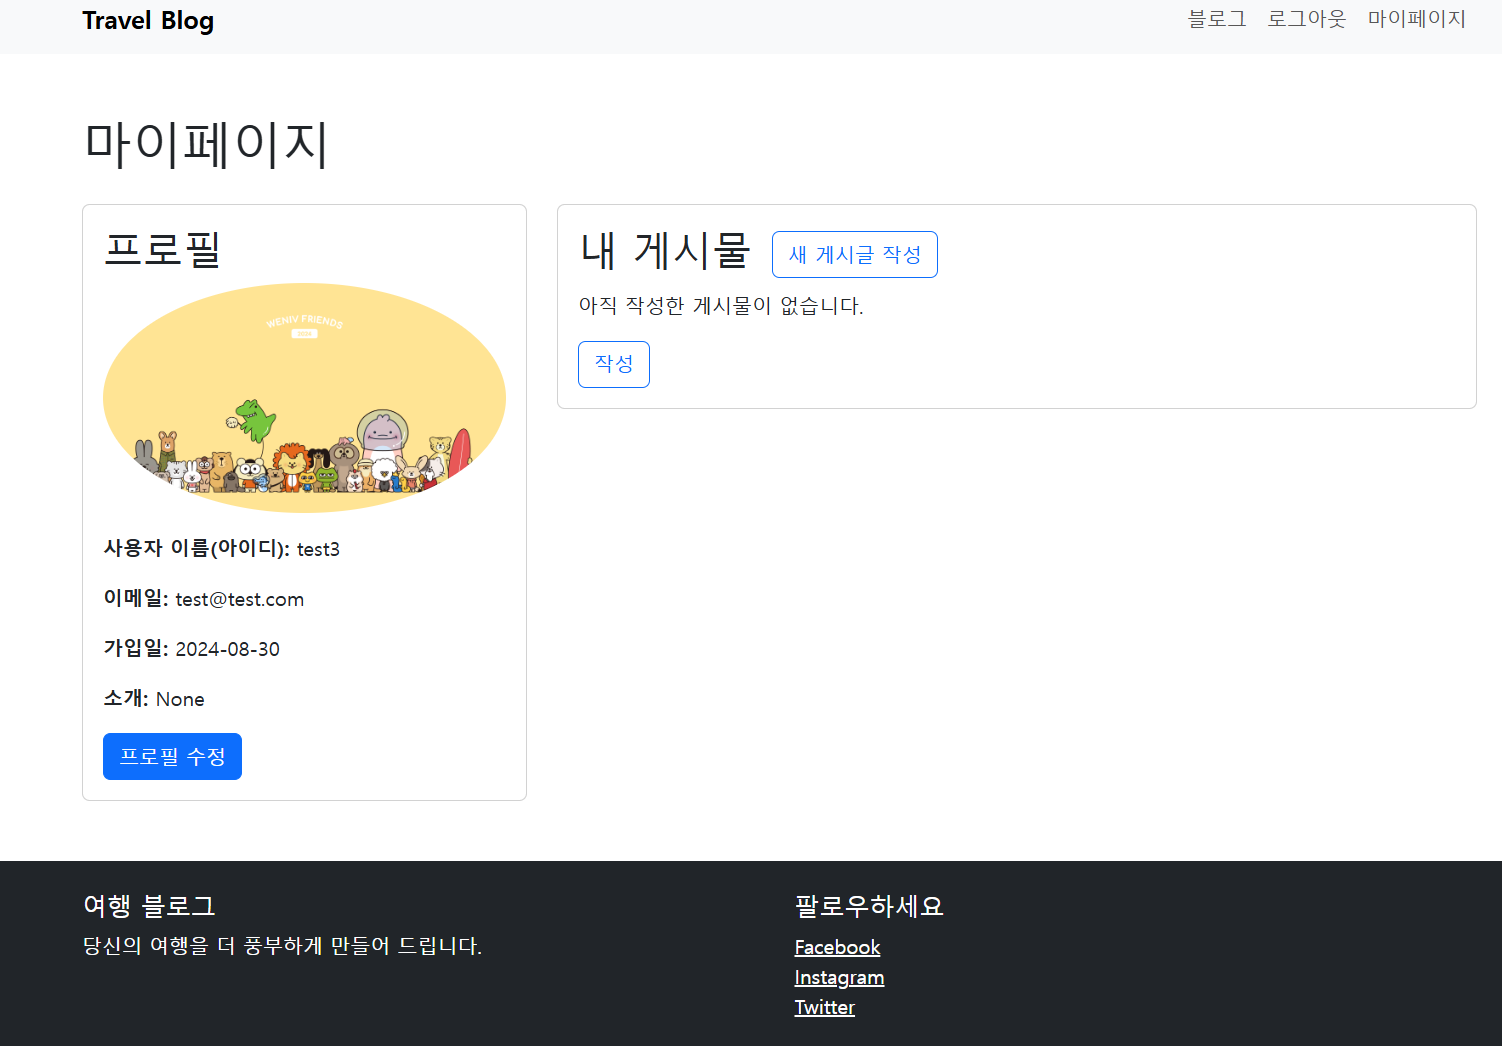 Travel Blog
블로그 로그아웃 마이페이지
마이페이지
프로필
WENIV FRIENDS
사용자 이름(아이디): test3
이메일: test@test.com
가입일: 2024-08-30
소개: None
프로필 수정
내 게시물 새 게시글 작성
아직 작성한 게시물이 없습니다.
작성
여행 블로그
당신의 여행을 더 풍부하게 만들어 드립니다.
팔로우하세요
Facebook
Instagram
Twitter